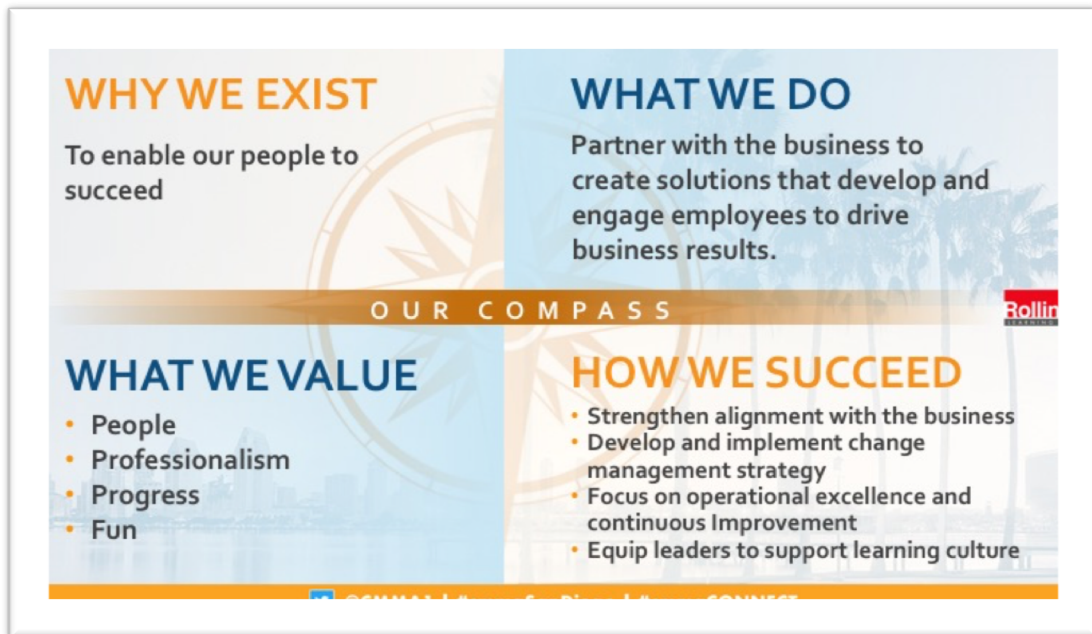 WHY WE EXIST
To enable our people to
succeed
WHAT WE DO
Partner with the business to
create solutions that develop and
engage employees to drive
business results.
OUR COMPASS
Rollin
LEARNING
WHAT WE VALUE
• People
• Professionalism
• Progress
• Fun
HOW WE SUCCEED
• Strengthen alignment with the business
• Develop and implement change
management strategy
• Focus on operational excellence and
continuous Improvement
• Equip leaders to support learning culture